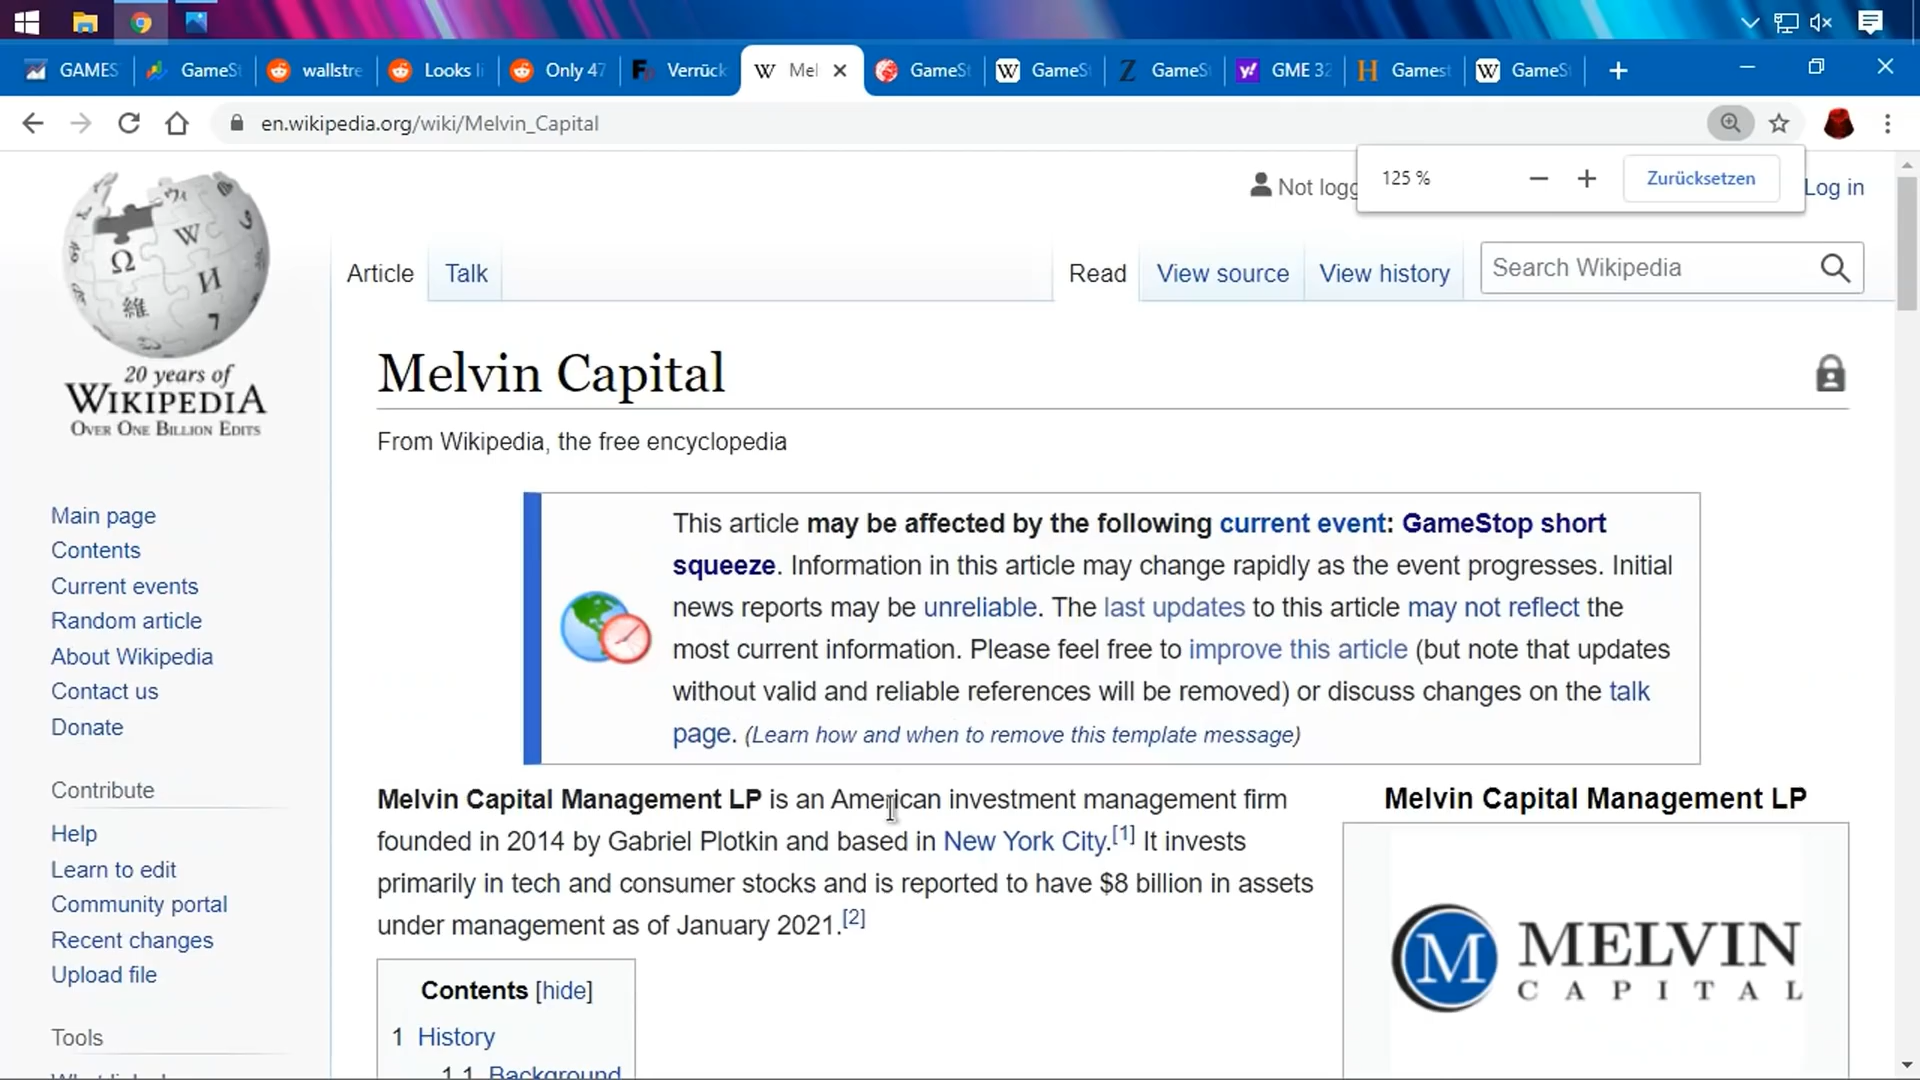 GAMES
GameSt
wallstre
Looks li
Only 47
Verrück
Mel
GameSt
GameSt
GameSt
GME 32
Gamest
GameSt
en.wikipedia.org/wiki/Melvin_Capital
125 %
Zurücksetzen
Not logg
Log in
Article
Talk
Read
View source
View history
Search Wikipedia
20 years of
WIKIPEDIA
OVER ONE BILLION EDITS
Main page
Contents
Current events
Random article
About Wikipedia
Contact us
Donate
Contribute
Help
Learn to edit
Community portal
Recent changes
Upload file
Tools
Melvin Capital
From Wikipedia, the free encyclopedia
This article may be affected by the following current event: GameStop short
squeeze. Information in this article may change rapidly as the event progresses. Initial
news reports may be unreliable. The last updates to this article may not reflect the
most current information. Please feel free to improve this article (but note that updates
without valid and reliable references will be removed) or discuss changes on the talk
page. (Learn how and when to remove this template message)
Melvin Capital Management LP is an American investment management firm
founded in 2014 by Gabriel Plotkin and based in New York City.[1] It invests
primarily in tech and consumer stocks and is reported to have $8 billion in assets
under management as of January 2021.[2]
Contents [hide]
1 History
1.1 Background
Melvin Capital Management LP
MELVIN
CAPITAL